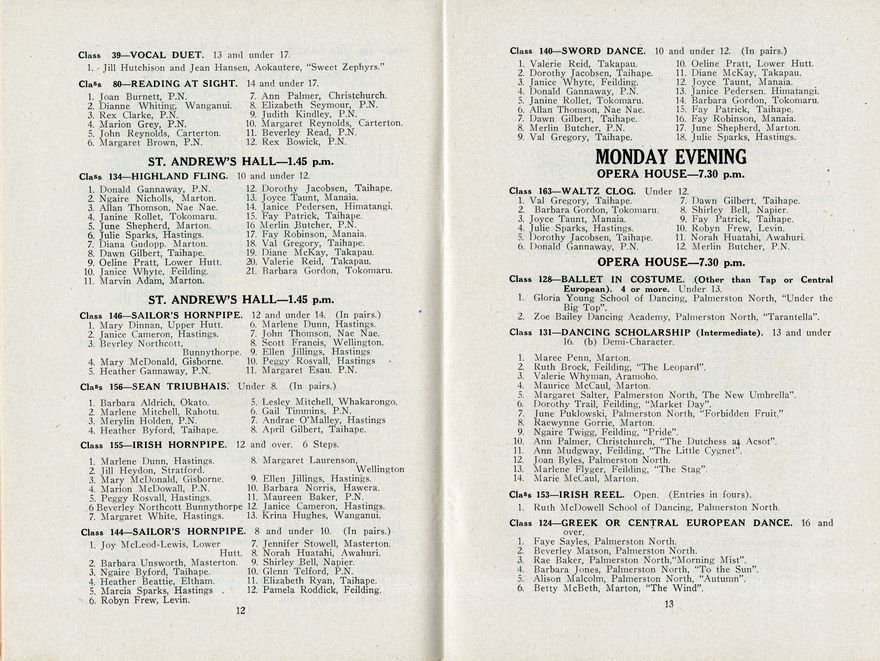 Class 39—VOCAL DUET. 13 and under 17.
1. Jill Hutchison and Jean Hansen, Aokautere, "Sweet Zephyrs."
Class 80—READING AT SIGHT. 14 and under 17.
1. Joan Burnett, P.N.
2. Dianne Whiting, Wanganui.
3. Rex Clarke, P.N.
4. Marion Grey, P.N.
5. John Reynolds, Carterton.
6. Margaret Brown, P.N.
7. Ann Palmer, Christchurch.
8. Elizabeth Seymour, P.N.
9. Judith Kindley, P.N.
10. Margaret Reynolds, Carterton.
11. Beverley Read, P.N.
12. Rex Bowick, P.N.
ST. ANDREW'S HALL—1.45 p.m.
Class 134—HIGHLAND FLING. 10 and under 12.
1. Donald Gannaway, P.N.
2. Ngaire Nicholls, Marton.
3. Allan Thomson, Nae Nae.
4. Janine Rollet, Tokomaru.
5. June Shepherd, Marton.
6. Julie Sparks, Hastings.
7. Diana Gudopp. Marton.
8. Dawn Gilbert, Taihape.
9. Oeline Pratt, Lower Hutt.
10. Janice Whyte, Feilding.
11. Marvin Adam, Marton.
12. Dorothy Jacobsen, Taihape.
13. Joyce Taunt, Manaia.
14. Janice Pedersen, Himatangi.
15. Fay Patrick, Taihape.
16 Merlin Butcher, P.N.
17. Fay Robinson, Manaia.
18. Val Gregory, Taihape.
19. Diane McKay, Takapau.
20. Valerie Reid, Takapau.
21. Barbara Gordon, Tokomaru.
ST. ANDREW'S HALL—1.45 p.m.
Class 146—SAILOR'S HORNPIPE. 12 and under 14. (In pairs.)
1. Mary Dinnan, Upper Hutt.
2. Janice Cameron, Hastings.
3. Bevrley Northcott,
Bunnythorpe.
4. Mary McDonald, Gisborne.
5. Heather Gannaway, P.N.
6. Marlene Dunn, Hastings.
7. John Thomson, Nae Nae.
8. Scott Francis, Wellington.
9. Ellen Jillings, Hastings
10. Peggy Rosvall, Hastings
11. Margaret Esau. P.N.
Class 156—SEAN TRIUBHAIS. Under 8. (In pairs.)
1. Barbara Aldrich, Okato.
2. Marlene Mitchell, Rahotu.
3. Merylin Holden, P.N.
4. Heather Byford, Taihape.
5. Lesley Mitchell, Whakarongo.
6. Gail Timmins, P.N.
7. Andrae O'Malley, Hastings
8. April Gilbert, Taihape.
Class 155—IRISH HORNPIPE. 12 and over. 6 Steps.
1. Marlene Dunn, Hastings.
2. Jill Heydon, Stratford.
3. Mary McDonald, Gisborne.
4. Marion McDowall, P.N.
5. Peggy Rosvall, Hastings.
6 Beverley Northcott Bunnythorpe
7. Margaret White, Hastings.
8. Margaret Laurenson,
Wellington
9. Ellen Jillings, Hastings.
10. Barbara Norris, Hawera.
11. Maureen Baker, P.N.
12. Janice Cameron, Hastings.
13. Krina Hughes, Wanganui.
Class 144—SAILOR'S HORNPIPE. 8 and under 10. (In pairs.)
1. Joy McLeod-Lewis, Lower
Hutt.
2. Barbara Unsworth, Masterton.
3. Ngaire Byford, Taihape.
4. Heather Beattie, Eltham.
5. Marcia Sparks, Hastings
6. Robyn Frew, Levin.
7. Jennifer Stowell, Masterton.
8. Norah Huatahi, Awahuri.
9. Shirley Bell, Napier.
10. Glenn Telford, P.N.
11. Elizabeth Ryan, Taihape.
12. Pamela Roddick, Feilding.
12
Class 140—SWORD DANCE. 10 and under 12. (In pairs.)
1. Valerie Reid, Takapau.
2. Dorothy Jacobsen, Taihape.
3. Janice Whyte, Feilding.
4. Donald Gannaway, P.N.
5. Janine Rollet, Tokomaru.
6. Allan Thomson, Nae Nae.
7. Dawn Gilbert, Taihape.
8. Merlin Butcher, P.N.
9. Val Gregory, Taihape.
10. Oeline Pratt, Lower Hutt.
11. Diane McKay, Takapau.
12. Joyce Taunt, Manaia.
13. Janice Pedersen. Himatangi.
14. Barbara Gordon, Tokomaru.
15. Fay Patrick, Taihape.
16. Fay Robinson, Manaia.
17. June Shepherd, Marton.
18. Julie Sparks, Hastings.
MONDAY EVENING
OPERA HOUSE—7.30 p.m.
Class 163—WALTZ CLOG. Under 12.
1. Val Gregory, Taihape.
2. Barbara Gordon, Tokomaru.
3. Joyce Taunt, Manaia.
4. Julie Sparks, Hastings.
5. Dorothy Jacobsen, Taihape.
6. Donald Gannaway, P.N.
7. Dawn Gilbert, Taihape.
8. Shirley Bell, Napier.
9. Fay Patrick, Taihape.
10. Robyn Frew, Levin.
11. Norah Huatahi, Awahuri.
12. Merlin Butcher, P.N.
OPERA HOUSE—7.30 p.m.
Class 128—BALLET IN COSTUME. (Other than Tap or Central
European). 4 or more. Under 13.
1. Gloria Young School of Dancing, Palmerston North, "Under the
Big Top".
2. Zoe Bailey Dancing Academy, Palmerston North, "Tarantella".
Class 131—DANCING SCHOLARSHIP (Intermediate). 13 and under
16. (b) Demi-Character.
1. Maree Penn, Marton.
2. Ruth Brock, Feilding, "The Leopard".
3. Valerie Whyman, Aramoho.
4. Maurice McCaul, Marton.
5. Margaret Salter, Palmerston North, The New Umbrella".
6. Dorothy Trail, Feilding, "Market Day".
7. June Puklowski, Palmerston North, "Forbidden Fruit."
8. Raewynne Gorrie, Marton.
9. Ngaire Twigg, Feilding, "Pride".
10. Ann Palmer, Christchurch, "The Dutchess at Acsot".
11. Ann Mudgway, Feilding, "The Little Cygnet".
12. Joan Byles, Palmerston North.
13. Marlene Flyger, Feilding, "The Stag".
14. Marie McCaul, Marton.
Class 153—IRISH REEL. Open. (Entries in fours).
1. Ruth McDowell School of Dancing, Palmerston North.
Class 124—GREEK OR CENTRAL EUROPEAN DANCE. 16 and
over.
1. Faye Sayles, Palmerston North.
2. Beverley Matson, Palmerston North.
3. Rae Baker, Palmerston North,"Morning Mist".
4. Barbara Jones, Palmerston North, "To the Sun".
5. Alison Malcolm, Palmerston North, "Autumn".
6. Betty McBeth, Marton, "The Wind".
13